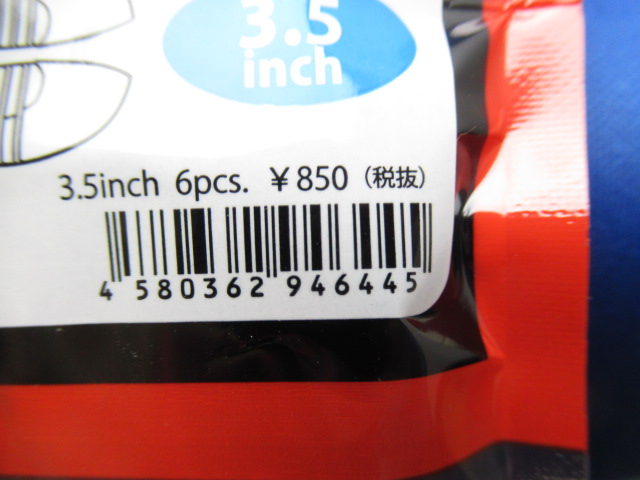 3.5
inch
3.5inch 6pcs. ¥850 (税抜)
4 580362 946445